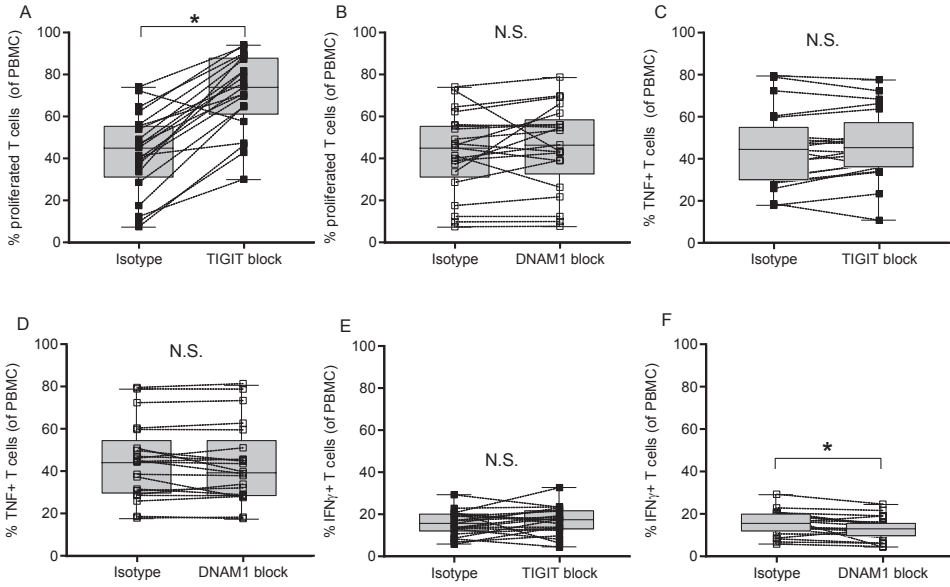 A
*
% proliferated T cells (of PBMC)
100
80
60
40
20
0
Isotype
TIGIT block
B
N.S.
% proliferated T cells (of PBMC)
100
80
60
40
20
0
Isotype
DNAM1 block
C
N.S.
% TNF+ T cells (of PBMC)
100
80
60
40
20
0
Isotype
TIGIT block
D
N.S.
% TNF+ T cells (of PBMC)
100
80
60
40
20
0
Isotype
DNAM1 block
E
N.S.
% IFNγ+ T cells (of PBMC)
100
80
60
40
20
0
Isotype
TIGIT block
F
*
% IFNγ+ T cells (of PBMC)
100
80
60
40
20
0
Isotype
DNAM1 block